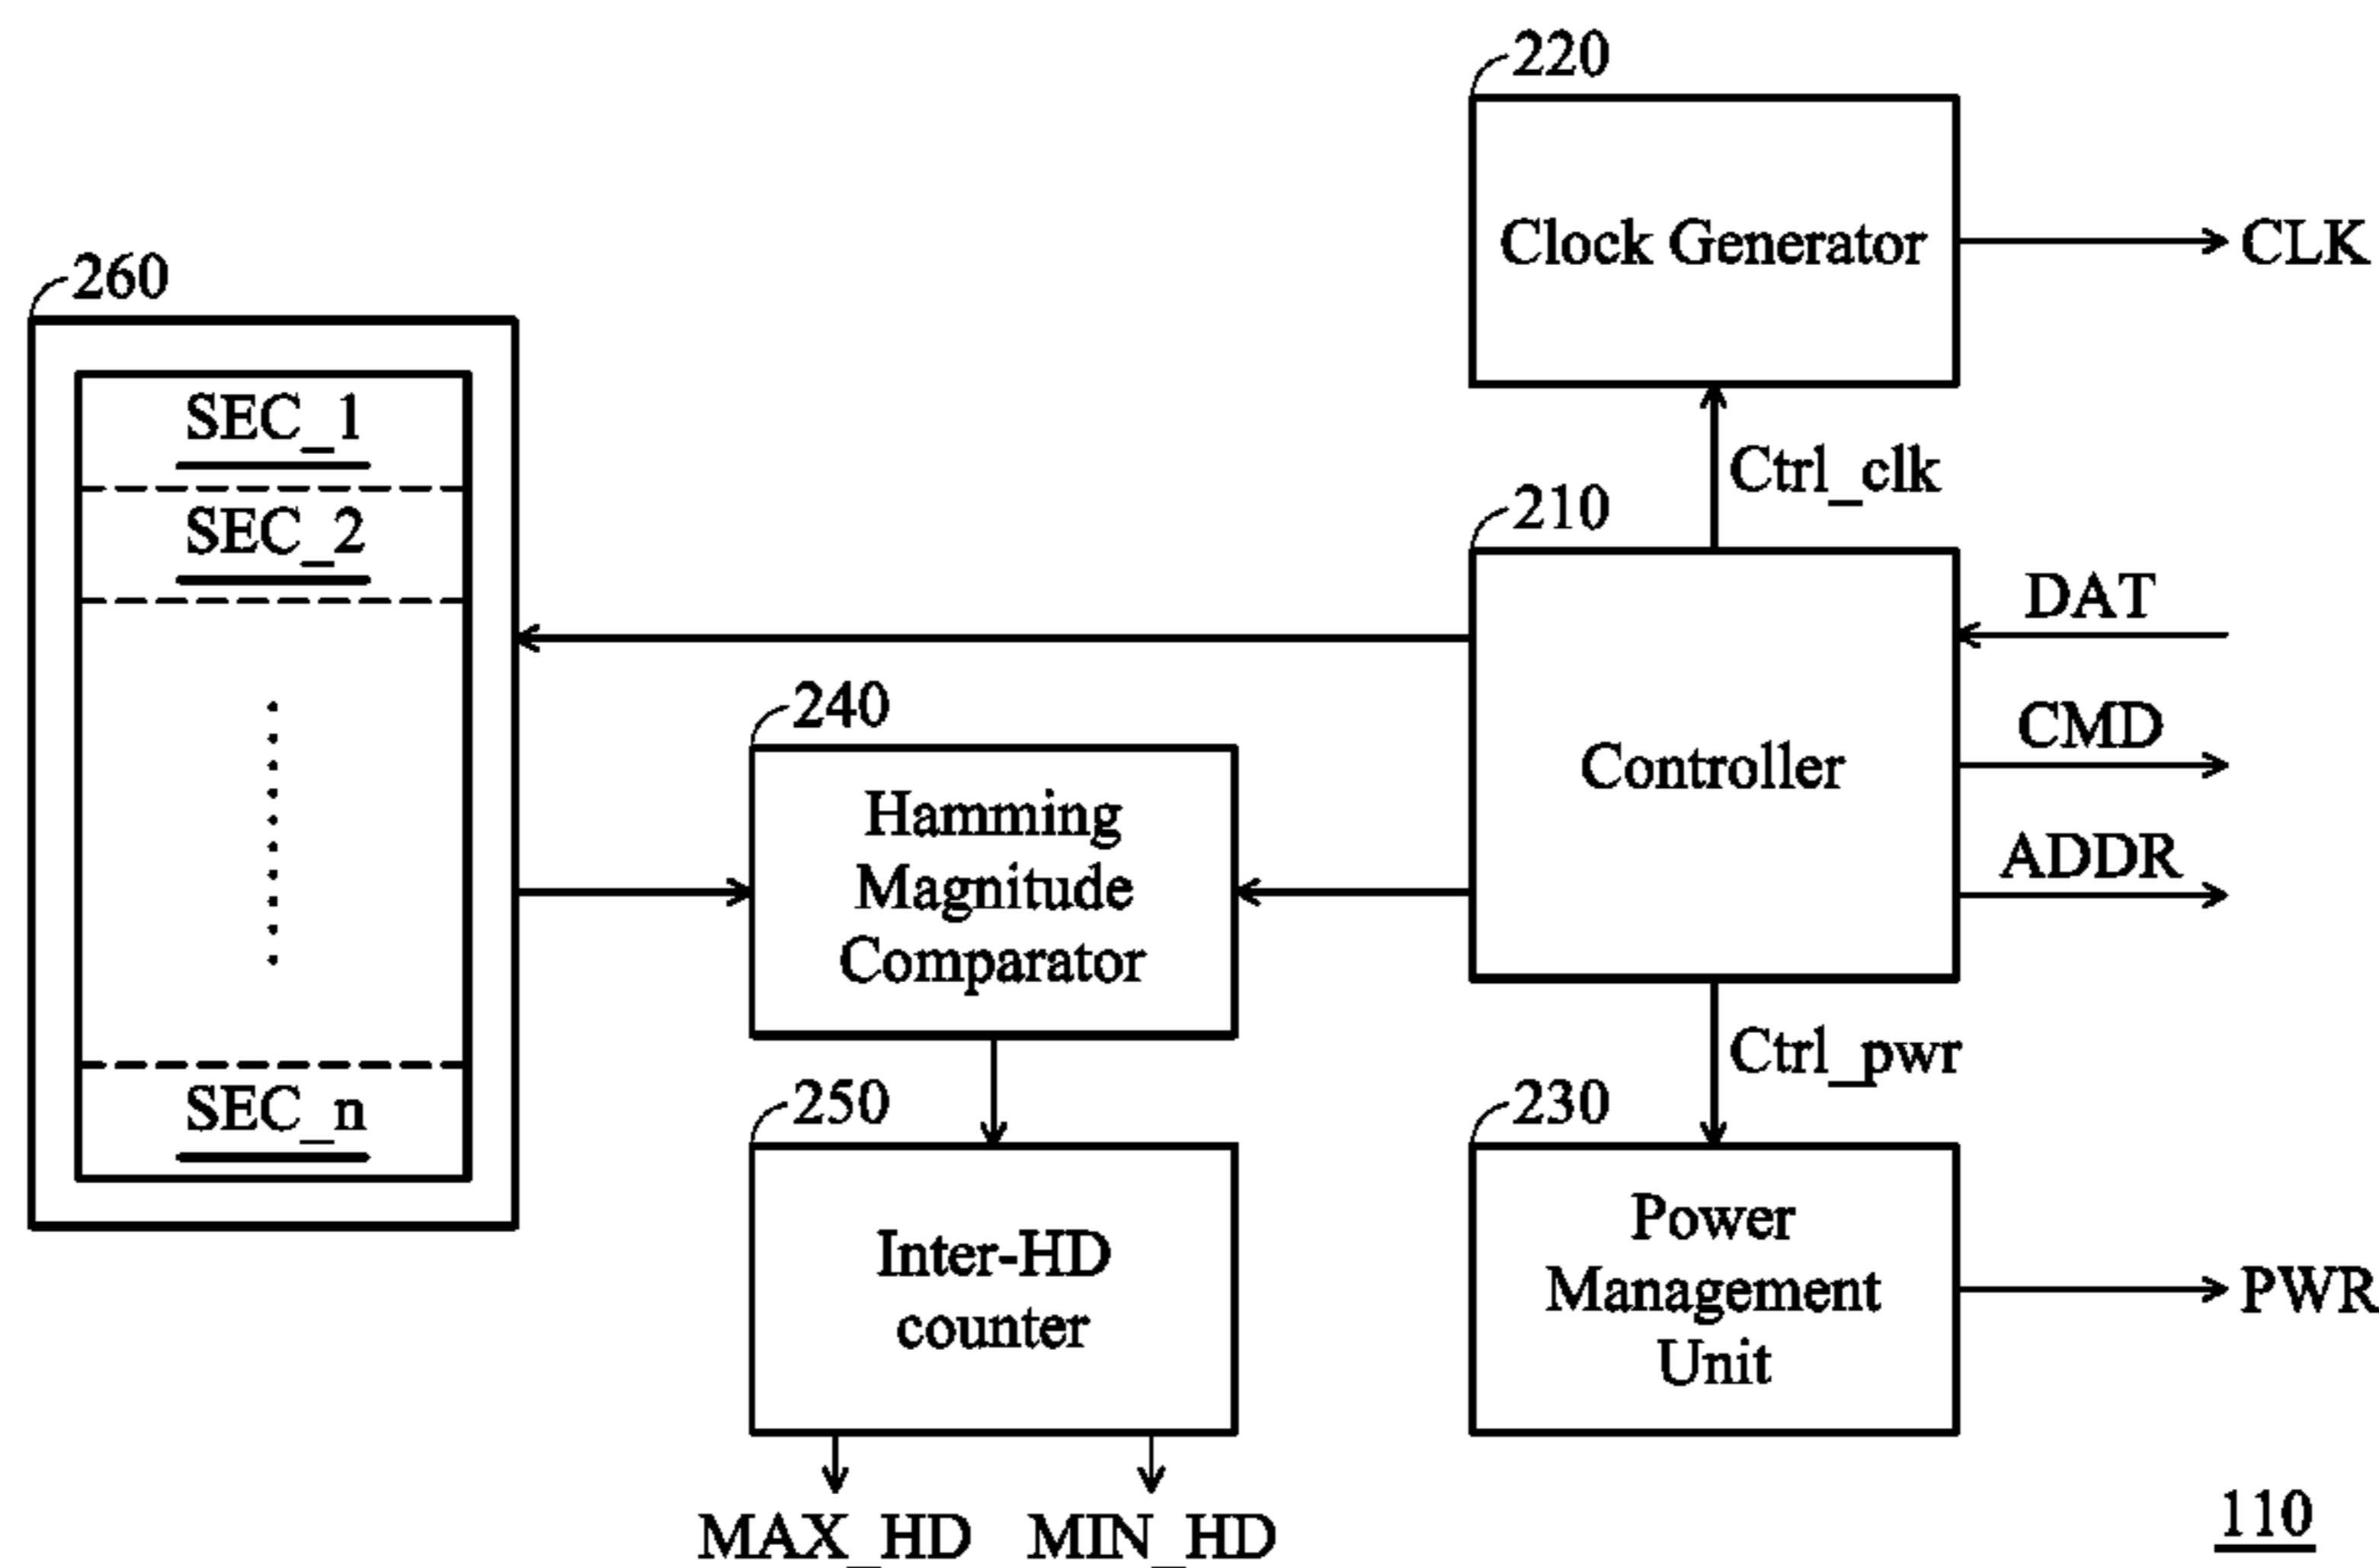 220
Clock Generator
CLK
260
SEC_1
SEC_2
SEC_n
Ctrl_clk
210
Controller
DAT
CMD
ADDR
240
Hamming
Magnitude
Comparator
Ctrl_pwr
250
Inter-HD
counter
230
Power
Management
Unit
PWR
MAX_HD
MIN_HD
110